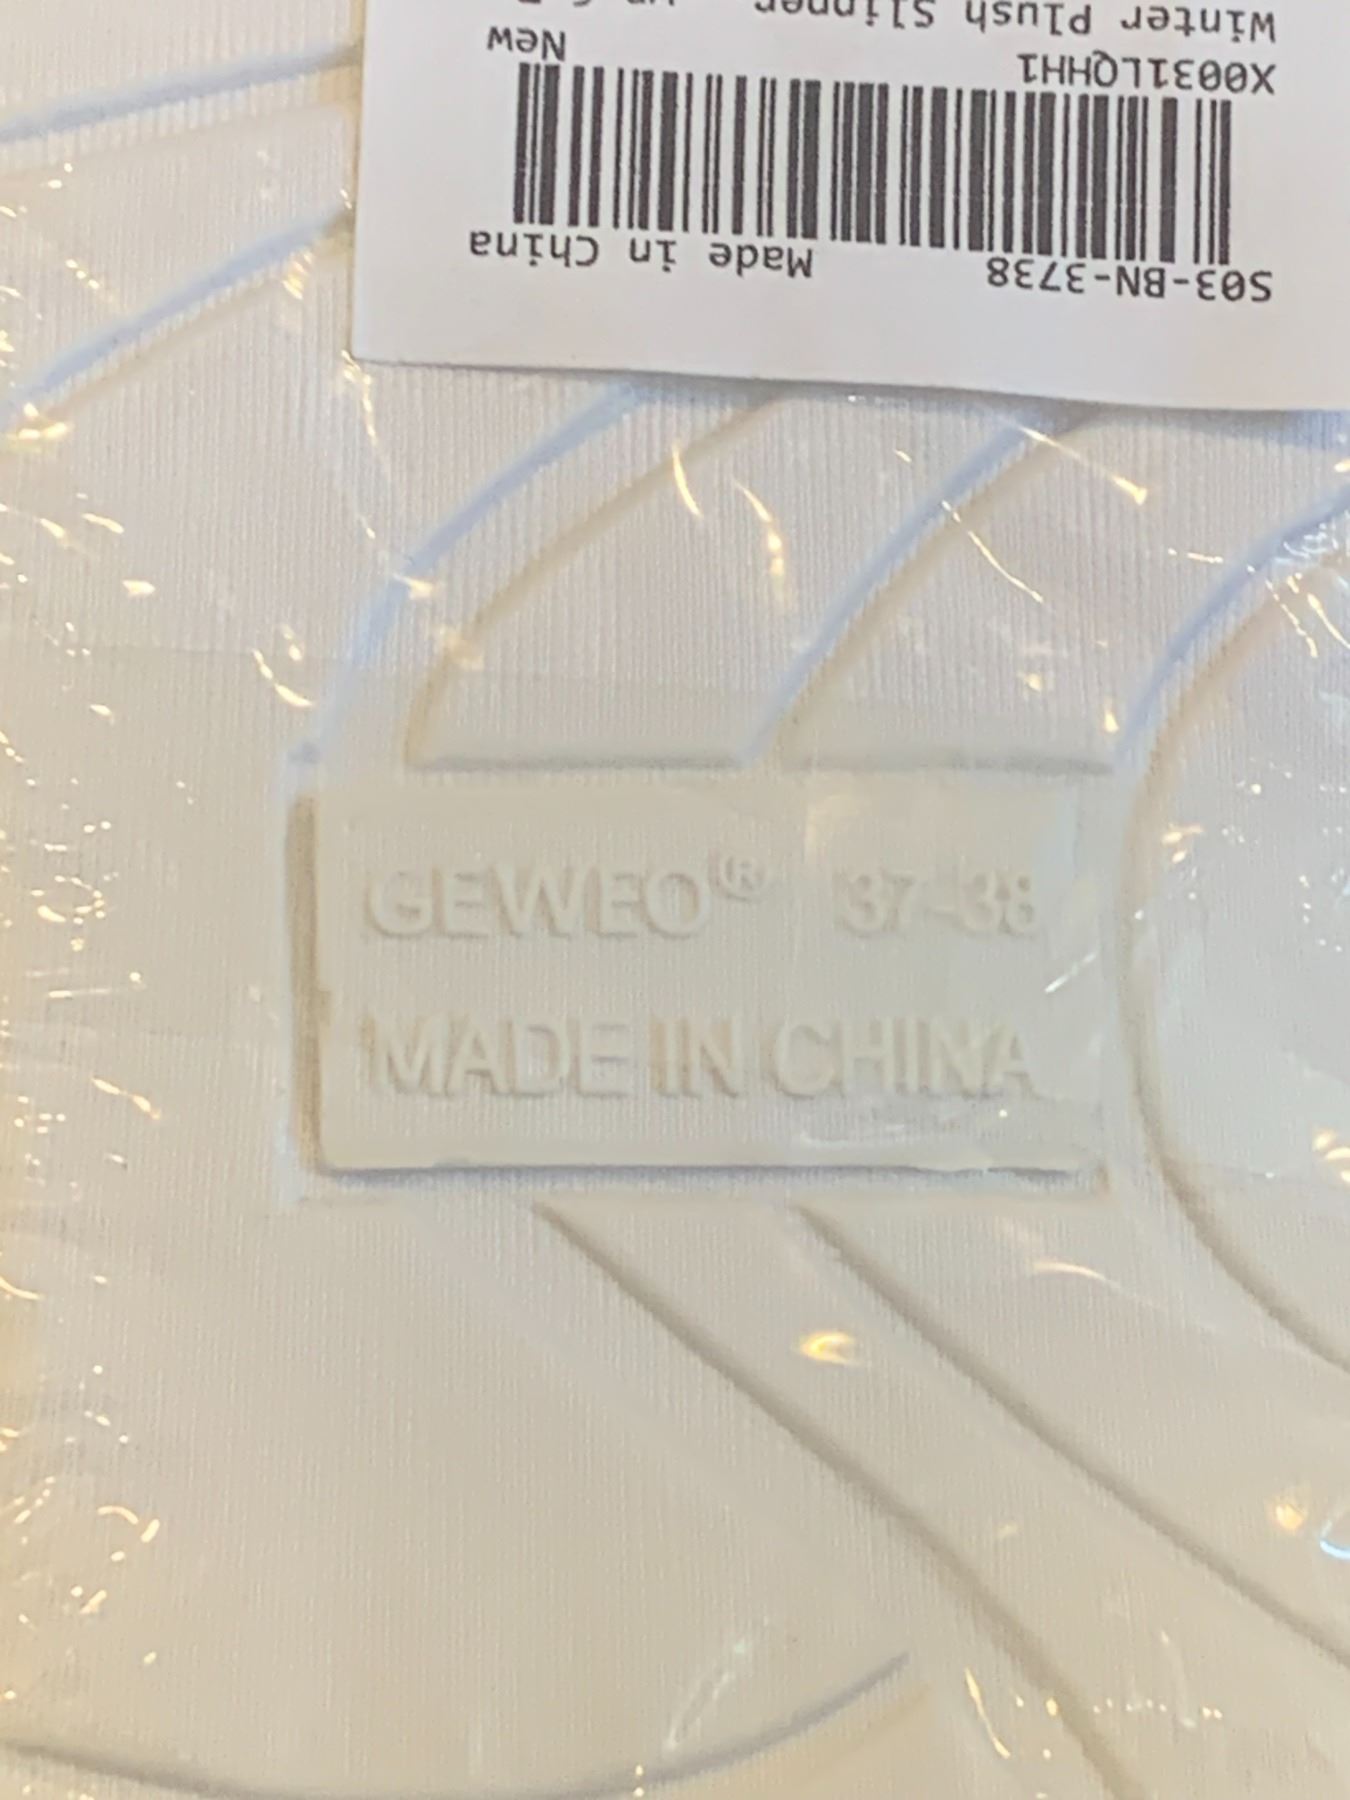 Winter Plush Slipper
X0031LQHH1
New
S03-BN-3738 Made in China
GEWEO® 37-38
MADE IN CHINA